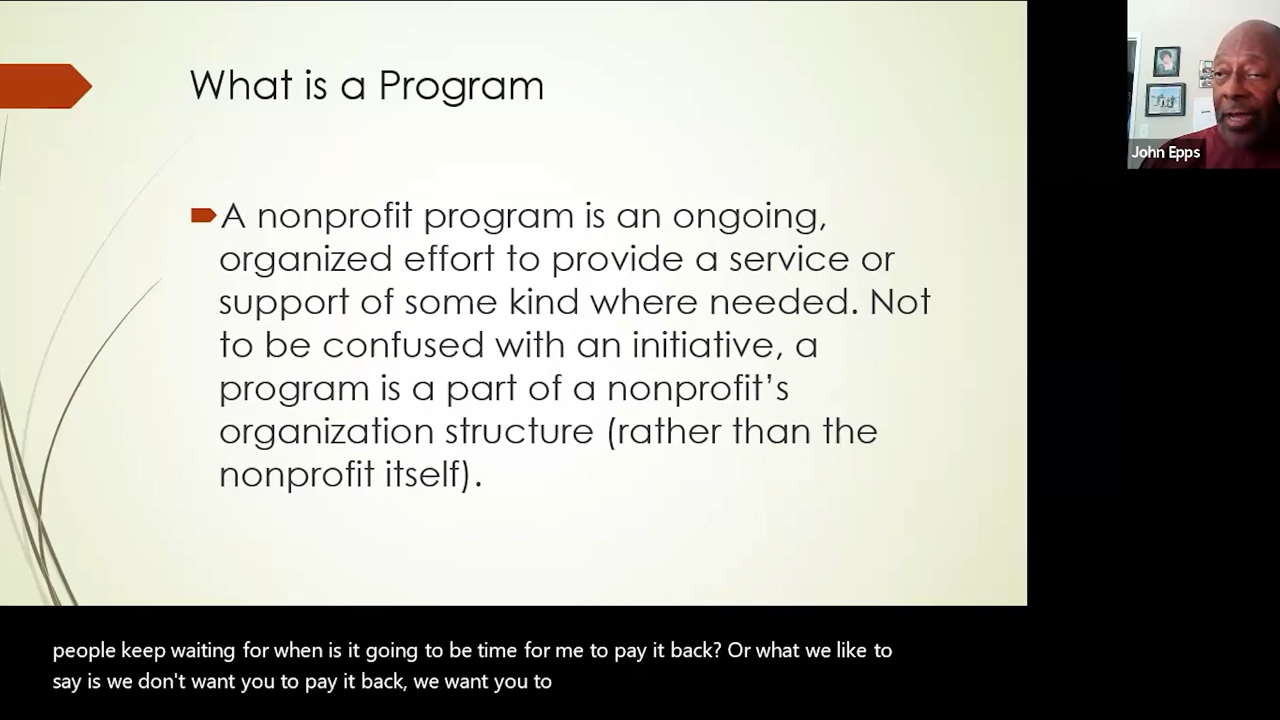 What is a Program
A nonprofit program is an ongoing,
organized effort to provide a service or
support of some kind where needed. Not
to be confused with an initiative, a
program is a part of a nonprofit’s
organization structure (rather than the
nonprofit itself).
John Epps
people keep waiting for when is it going to be time for me to pay it back? Or what we like to
say is we don't want you to pay it back, we want you to